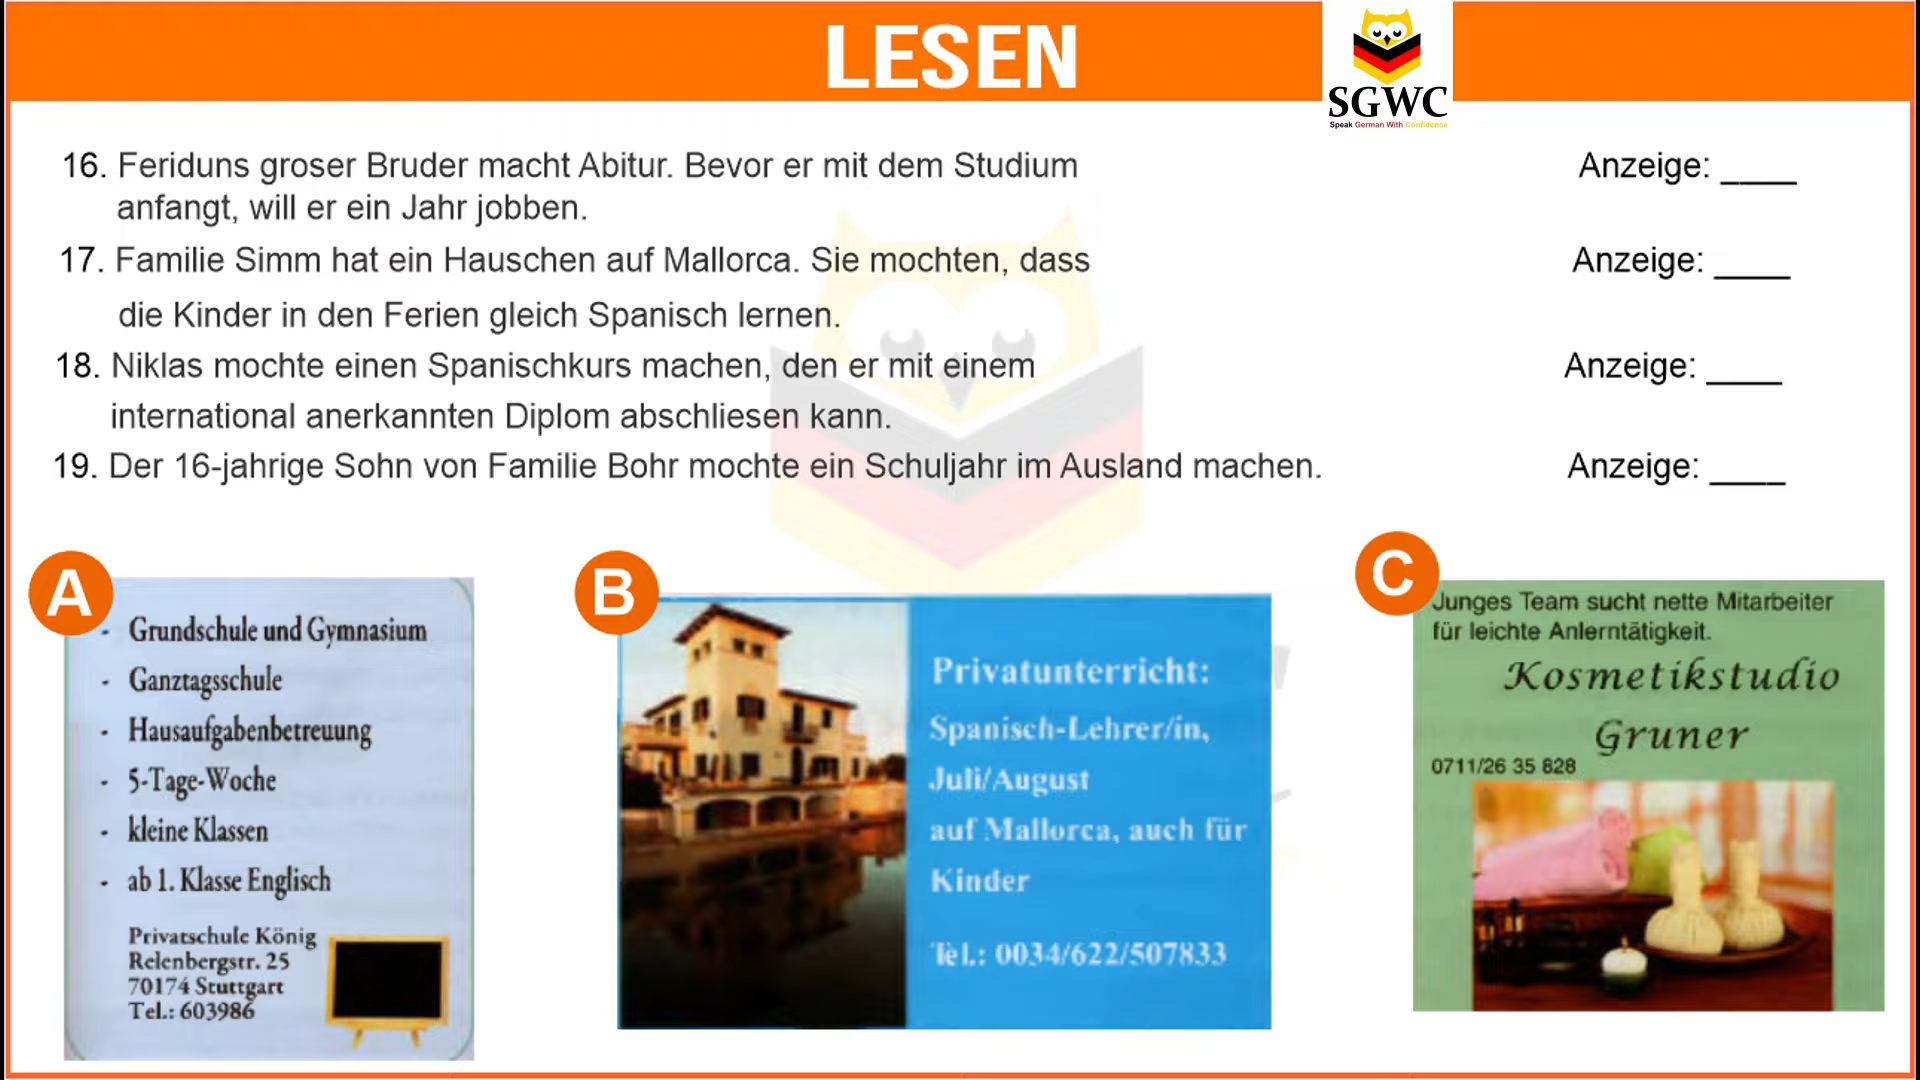 LESEN
SGWC
Speak German With Confidence
16. Feriduns groser Bruder macht Abitur. Bevor er mit dem Studium
anfangt, will er ein Jahr jobben.
Anzeige: ____
17. Familie Simm hat ein Hauschen auf Mallorca. Sie mochten, dass
die Kinder in den Ferien gleich Spanisch lernen.
Anzeige: ____
18. Niklas mochte einen Spanischkurs machen, den er mit einem
international anerkannten Diplom abschliesen kann.
Anzeige: ____
19. Der 16-jahrige Sohn von Familie Bohr mochte ein Schuljahr im Ausland machen.
Anzeige: ____
A
- Grundschule und Gymnasium
- Ganztagsschule
- Hausaufgabenbetreuung
- 5-Tage-Woche
- kleine Klassen
- ab 1. Klasse Englisch
Privatschule König
Relenbergstr. 25
70174 Stuttgart
Tel.: 603986
B
Privatunterricht:
Spanisch-Lehrer/in,
Juli/August
auf Mallorca, auch für
Kinder
Tel.: 0034/622/507833
C
Junges Team sucht nette Mitarbeiter
für leichte Anlerntätigkeit.
Kosmetikstudio
Gruner
0711/26 35 828